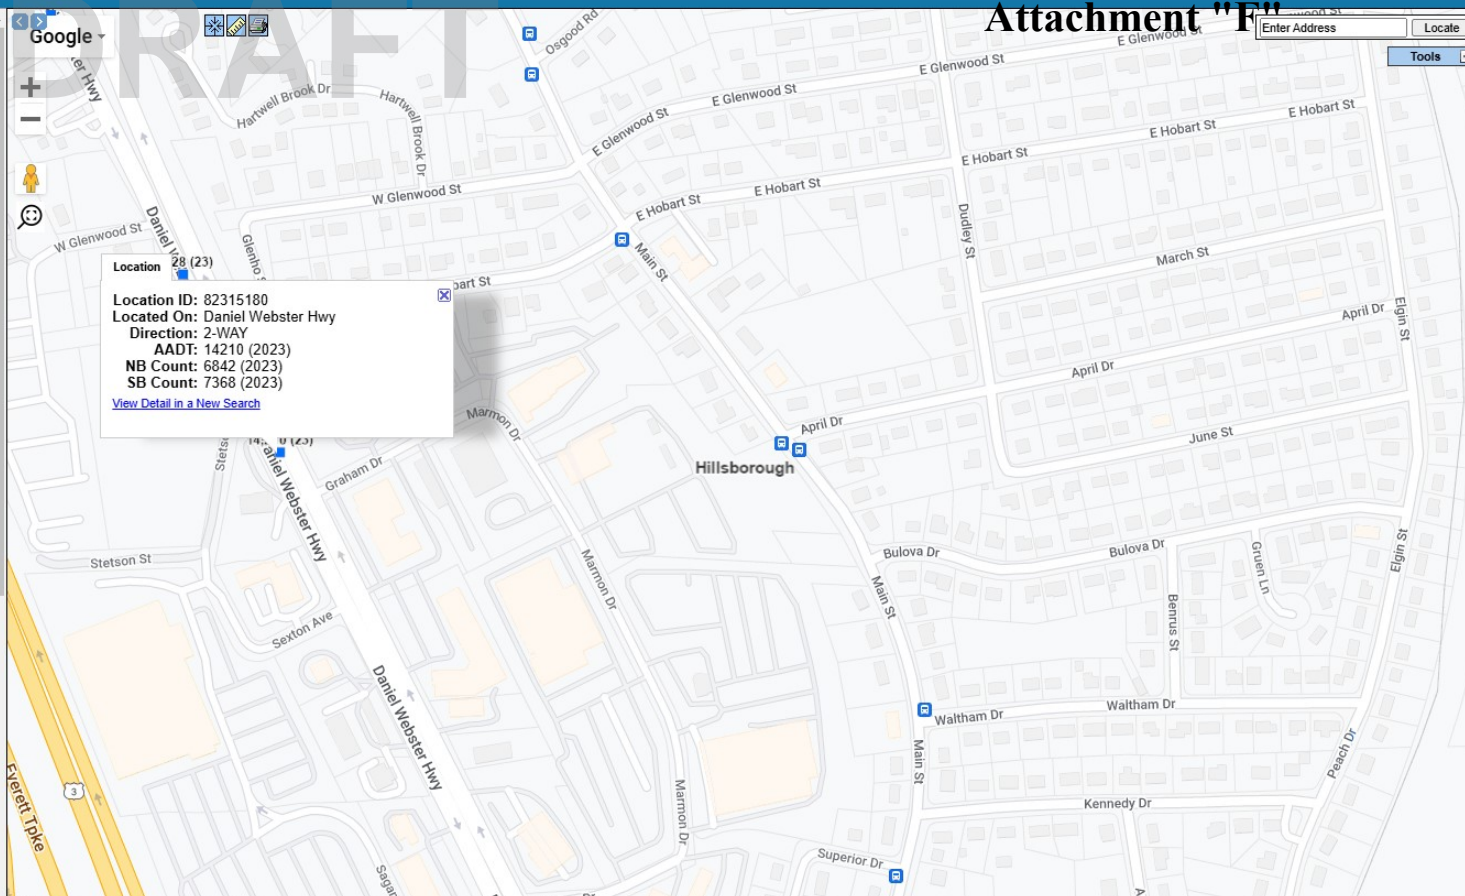 DRAFT
Attachment "F"
Google
Enter Address
Locate
Tools
Osgood Rd
E Glenwood St
E Glenwood St
E Glenwood St
E Glenwood St
Hartwell Brook Dr
Hartwell Brook Dr
E Hobart St
E Hobart St
E Hobart St
E Hobart St
E Hobart St
W Glenwood St
W Glenwood St
Dudley St
Main St
March St
28 (23)
Location
Location ID: 82315180
Located On: Daniel Webster Hwy
Direction: 2-WAY
AADT: 14210 (2023)
NB Count: 6842 (2023)
SB Count: 7368 (2023)
View Detail in a New Search
April Dr
Elgin St
April Dr
Marmon Dr
April Dr
June St
Hillsborough
Graham Dr
Daniel Webster Hwy
Stetson St
Marmon Dr
Bulova Dr
Bulova Dr
Gruen Ln
Elgin St
Main St
Benrus St
Sexton Ave
Daniel Webster Hwy
Waltham Dr
Waltham Dr
Main St
Peach Dr
3
Everett Tpke
Marmon Dr
Kennedy Dr
Superior Dr